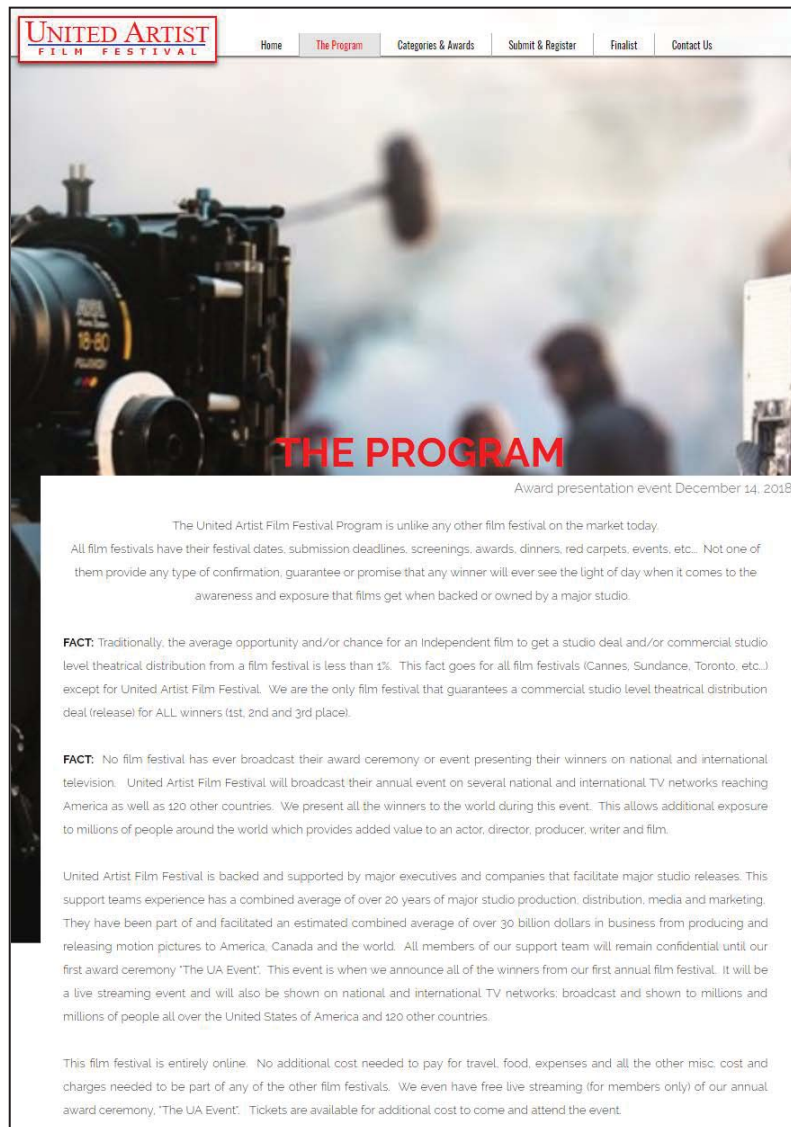 UNITED ARTIST
FILM FESTIVAL
Home The Program Categories & Awards Submit & Register Finalist Contact Us
18-80
THE PROGRAM
Award presentation event December 14, 2018
The United Artist Film Festival Program is unlike any other film festival on the market today.
All film festivals have their festival dates, submission deadlines, screenings, awards, dinners, red carpets, events, etc... Not one of
them provide any type of confirmation, guarantee or promise that any winner will ever see the light of day when it comes to the
awareness and exposure that films get when backed or owned by a major studio.
FACT: Traditionally, the average opportunity and/or chance for an Independent film to get a studio deal and/or commercial studio
level theatrical distribution from a film festival is less than 1%. This fact goes for all film festivals (Cannes, Sundance, Toronto, etc...)
except for United Artist Film Festival. We are the only film festival that guarantees a commercial studio level theatrical distribution
deal (release) for ALL winners (1st, 2nd and 3rd place).
FACT: No film festival has ever broadcast their award ceremony or event presenting their winners on national and international
television. United Artist Film Festival will broadcast their annual event on several national and international TV networks reaching
America as well as 120 other countries. We present all the winners to the world during this event. This allows additional exposure
to millions of people around the world which provides added value to an actor, director, producer, writer and film.
United Artist Film Festival is backed and supported by major executives and companies that facilitate major studio releases. This
support teams experience has a combined average of over 20 years of major studio production, distribution, media and marketing.
They have been part of and facilitated an estimated combined average of over 30 billion dollars in business from producing and
releasing motion pictures to America, Canada and the world. All members of our support team will remain confidential until our
first award ceremony "The UA Event". This event is when we announce all of the winners from our first annual film festival. It will be
a live streaming event and will also be shown on national and international TV networks; broadcast and shown to millions and
millions of people all over the United States of America and 120 other countries.
This film festival is entirely online. No additional cost needed to pay for travel, food, expenses and all the other misc. cost and
charges needed to be part of any of the other film festivals. We even have free live streaming (for members only) of our annual
award ceremony, "The UA Event". Tickets are available for additional cost to come and attend the event.